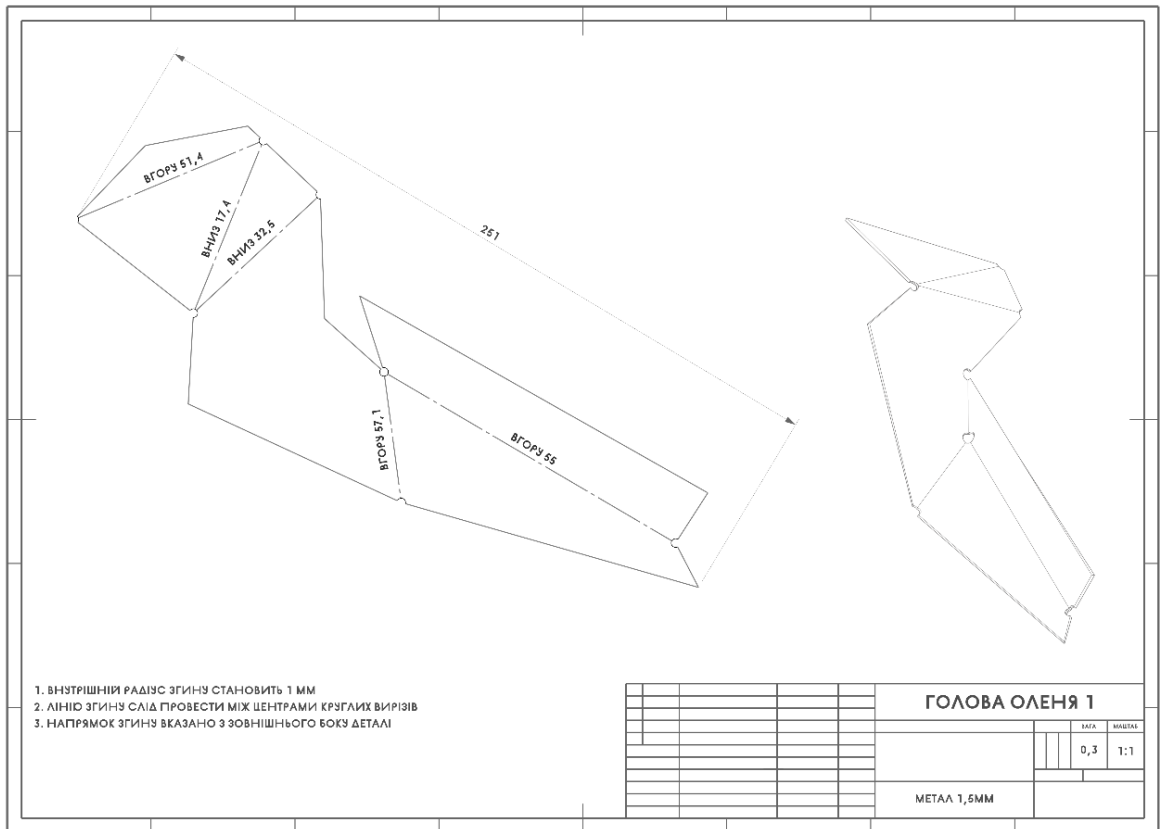 ВГОРУ 51,4
ВНИЗ 17,4
ВНИЗ 32,5
251
ВГОРУ 57,1
ВГОРУ 55
1. ВНУТРІШНІЙ РАДІУС ЗГИНУ СТАНОВИТЬ 1 ММ
2. ЛІНІЮ ЗГИНУ СЛІД ПРОВЕСТИ МІЖ ЦЕНТРАМИ КРУГЛИХ ВИРІЗІВ
3. НАПРЯМОК ЗГИНУ ВКАЗАНО З ЗОВНІШНЬОГО БОКУ ДЕТАЛІ
ГОЛОВА ОЛЕНЯ 1
ВАГА МАШТАБ
0,3 1:1
МЕТАЛ 1,5ММ